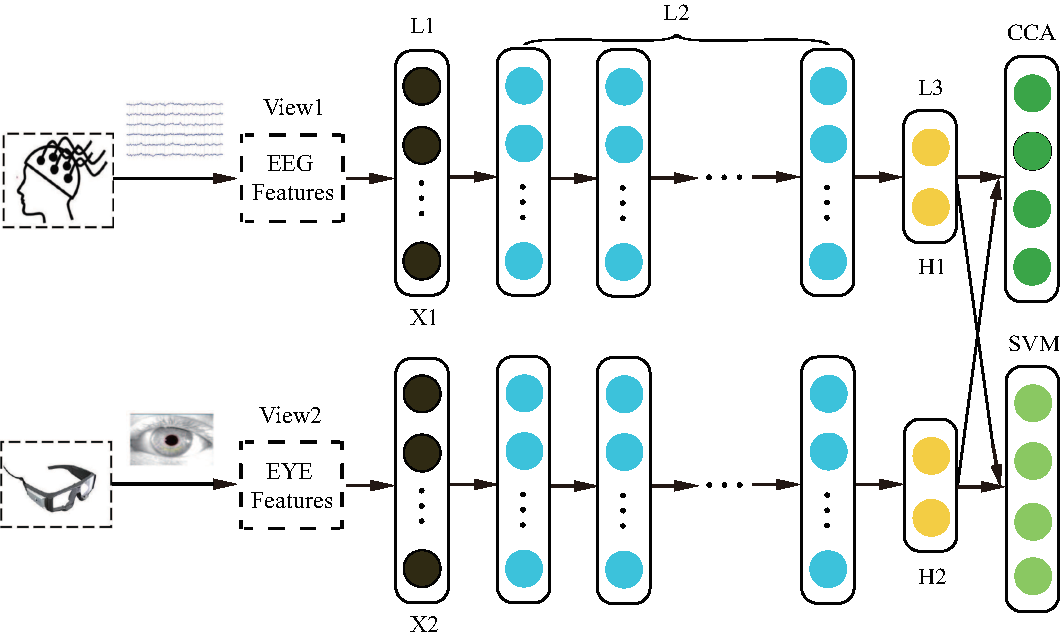 L1
L2
CCA
View1
L3
EEG
Features
H1
X1
SVM
View2
EYE
Features
H2
X2